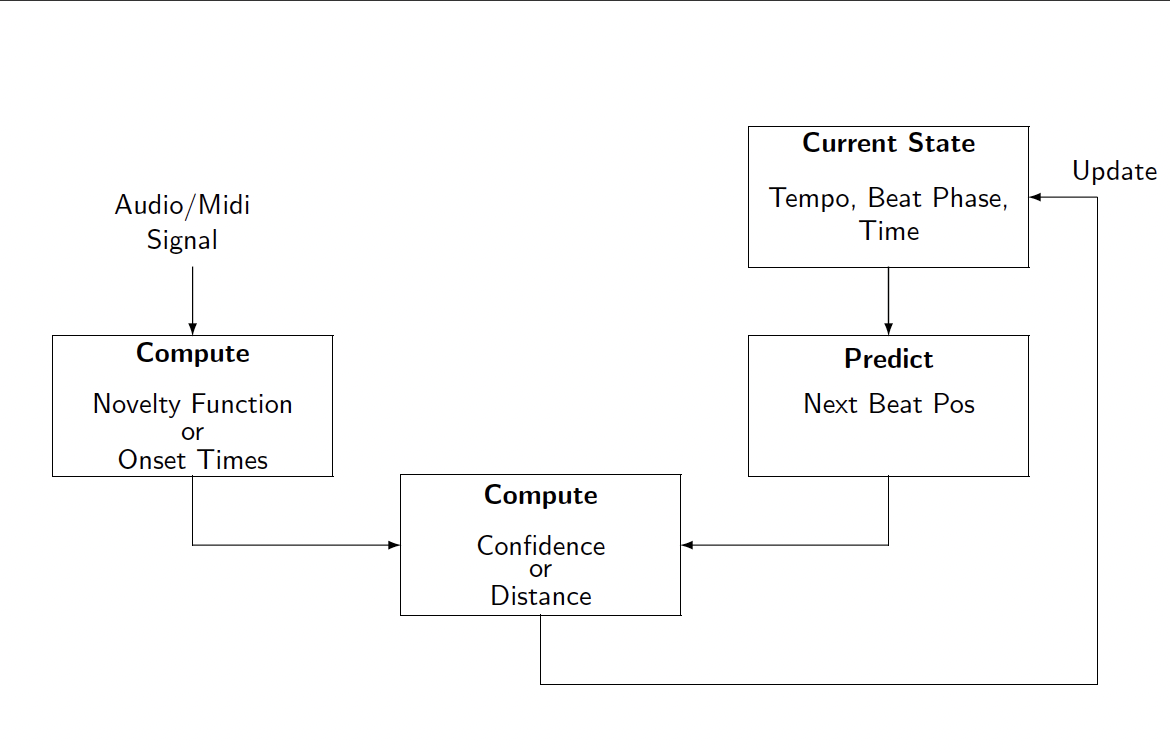 Current State
Update
Tempo, Beat Phase,
Time
Audio/Midi
Signal
Compute
Novelty Function
or
Onset Times
Predict
Next Beat Pos
Compute
Confidence
or
Distance